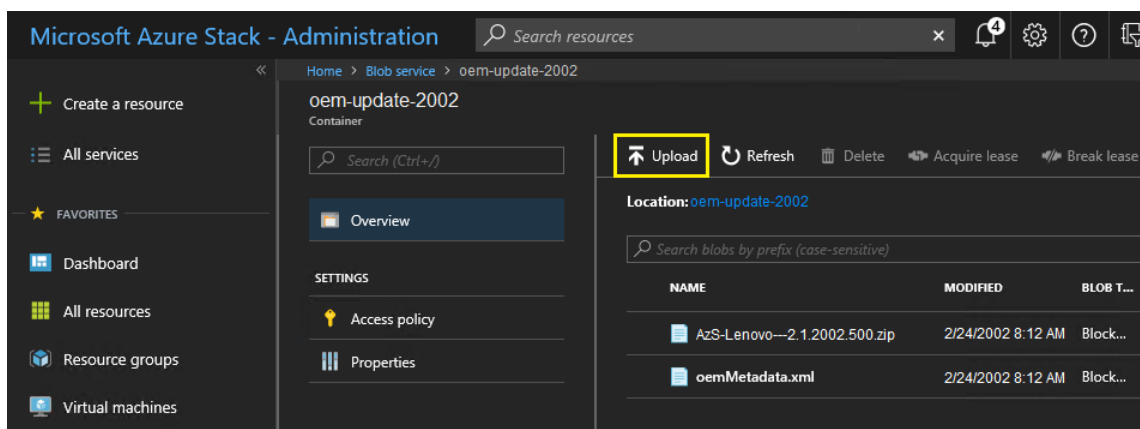 Microsoft Azure Stack - Administration
Search resources
4
Home > Blob service > oem-update-2002
oem-update-2002
Container
Create a resource
All services
FAVORITES
Dashboard
All resources
Resource groups
Virtual machines
Search (Ctrl+/)
Overview
SETTINGS
Access policy
Properties
Upload Refresh Delete Acquire lease Break lease
Location: oem-update-2002
Search blobs by prefix (case-sensitive)
NAME MODIFIED BLOB T...
AzS-Lenovo---2.1.2002.500.zip 2/24/2002 8:12 AM Block...
oemMetadata.xml 2/24/2002 8:12 AM Block...